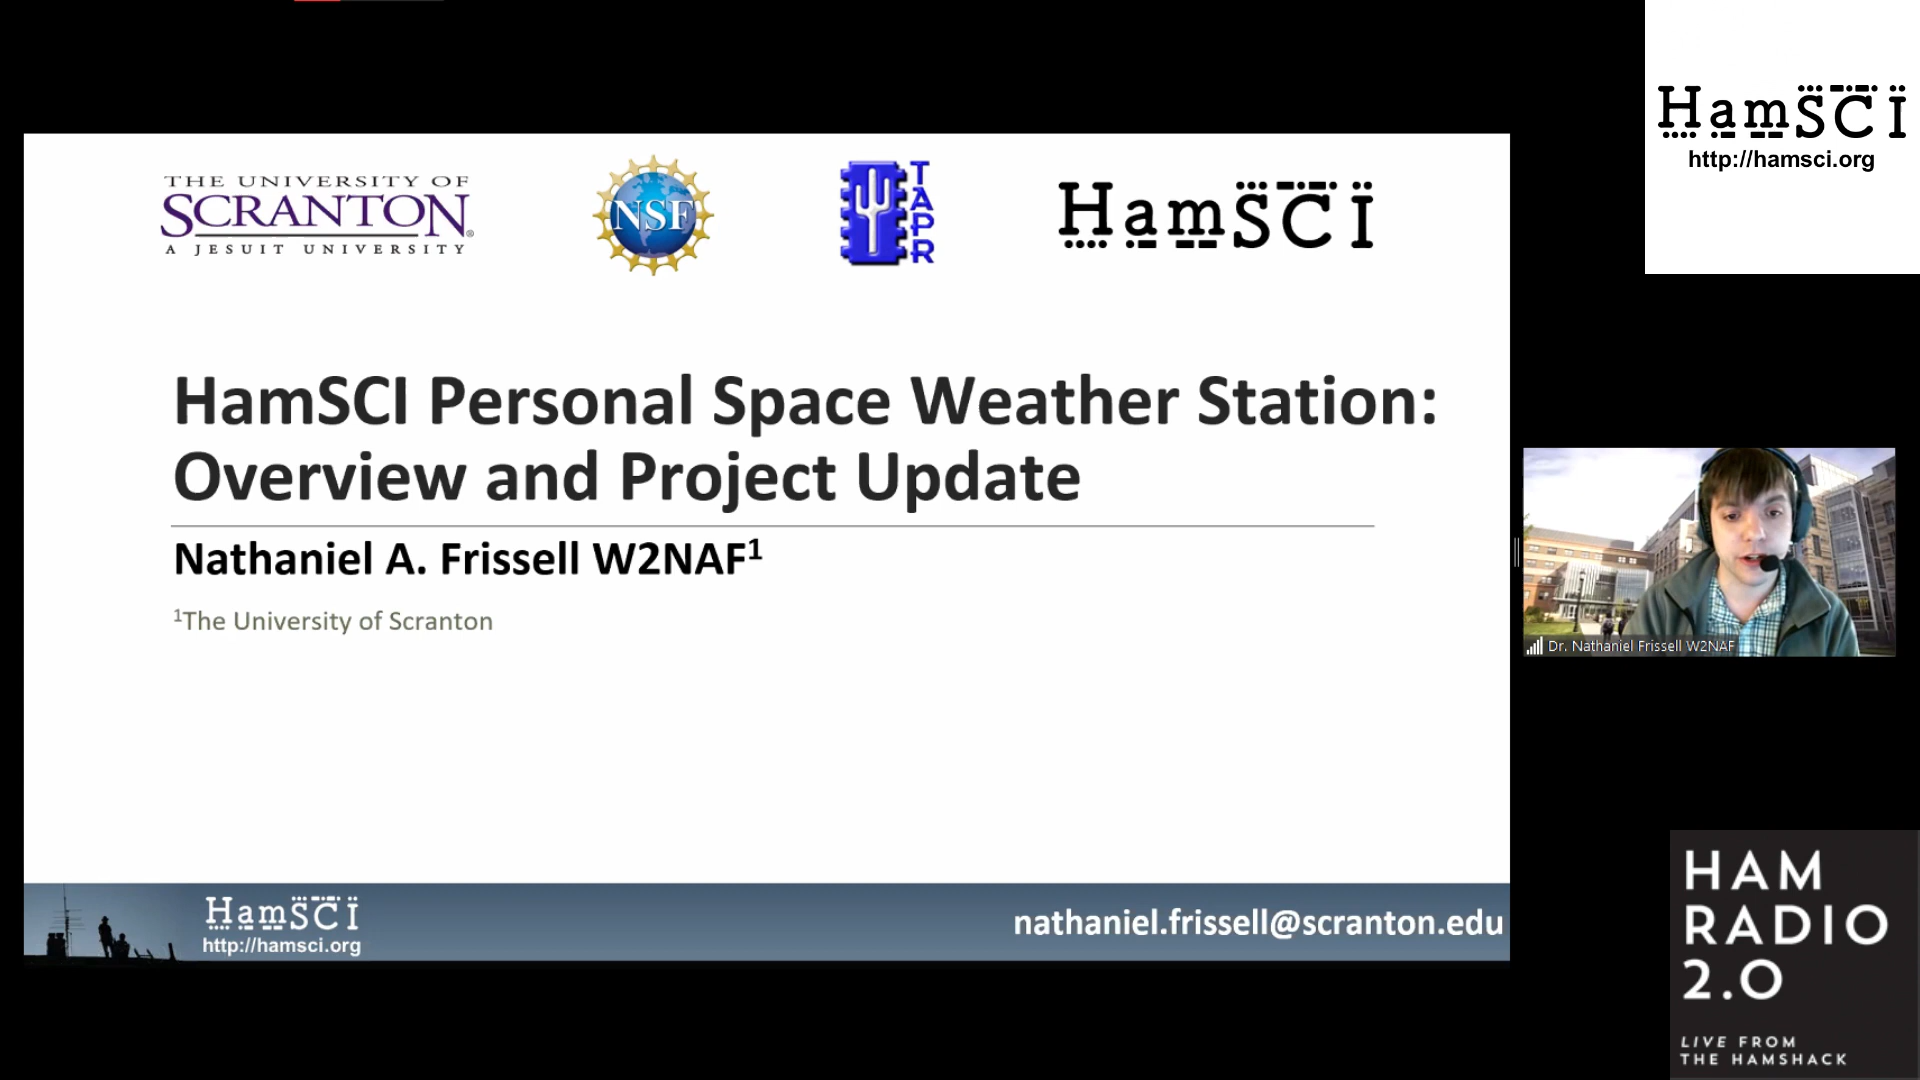 THE UNIVERSITY OF
SCRANTON®
A JESUIT UNIVERSITY
NSF
TAPR
HamSCI
HamSCI Personal Space Weather Station:
Overview and Project Update
Nathaniel A. Frissell W2NAF1
1The University of Scranton
HamSCI
http://hamsci.org
nathaniel.frissell@scranton.edu
HamSCI
http://hamsci.org
Dr. Nathaniel Frissell W2NAF
HAM
RADIO
2.0
LIVE FROM
THE HAMSHACK